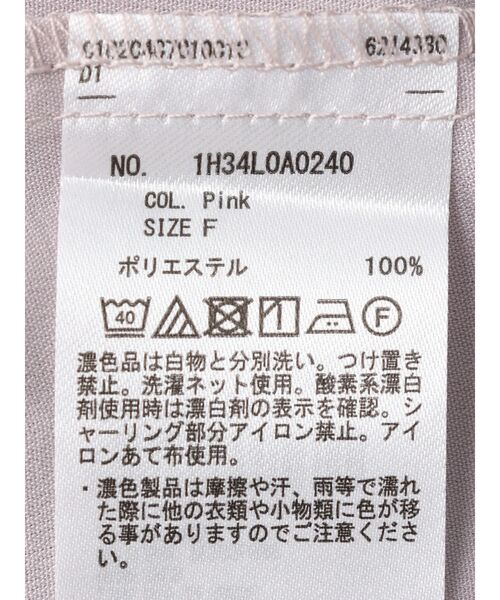 D1
NO. 1H34L0A0240
COL. Pink
SIZE F
ポリエステル 100%
40 F
濃色品は白物と分別洗い。つけ置き
禁止。洗濯ネット使用。酸素系漂白
剤使用時は漂白剤の表示を確認。シ
ャーリング部分アイロン禁止。アイ
ロンあて布使用。
・濃色製品は摩擦や汗、雨等で濡れ
た際に他の衣類や小物類に色が移
る事がありますのでご注意くださ
い。